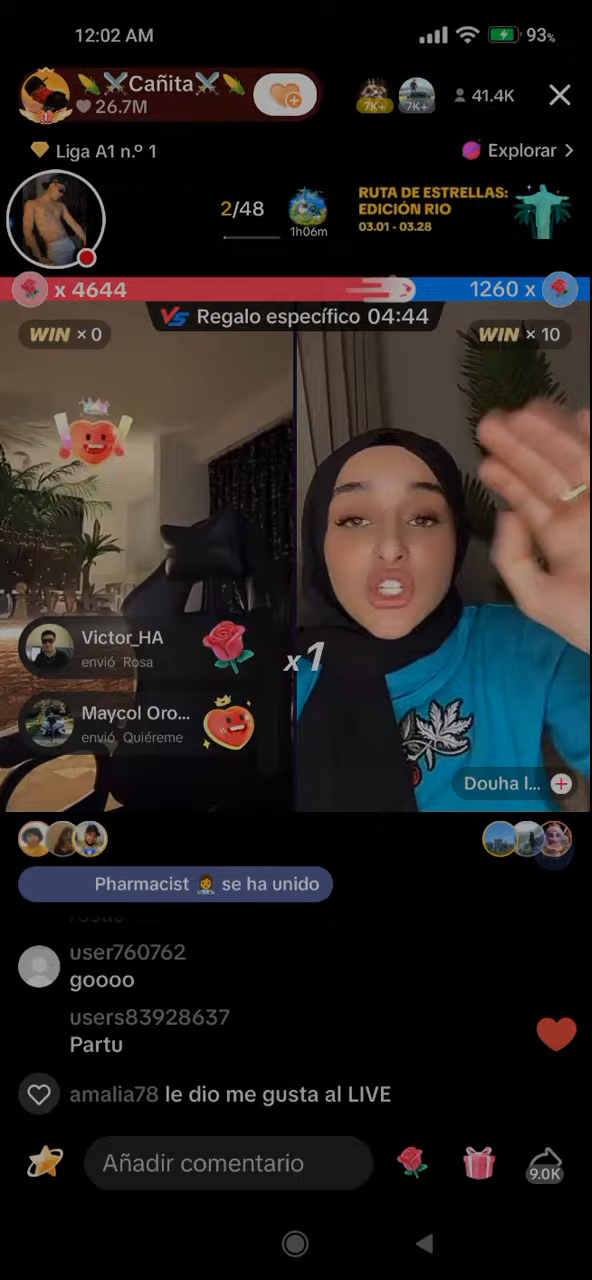 12:02 AM
93%
🌽⚔️Cañita⚔️🌽
26.7M
7K+
7K+
41.4K
Liga A1 n.º 1
Explorar
2/48
1h06m
RUTA DE ESTRELLAS:
EDICIÓN RIO
03.01 - 03.28
x 4644
1260 x
VS Regalo específico 04:44
WIN × 0
WIN × 10
Victor_HA
envió Rosa
x1
Maycol Oro...
envió Quiéreme
Douha l...
Pharmacist 👩‍⚕️ se ha unido
rosas
user760762
goooo
users83928637
Partu
amalia78 le dio me gusta al LIVE
Añadir comentario
9.0K